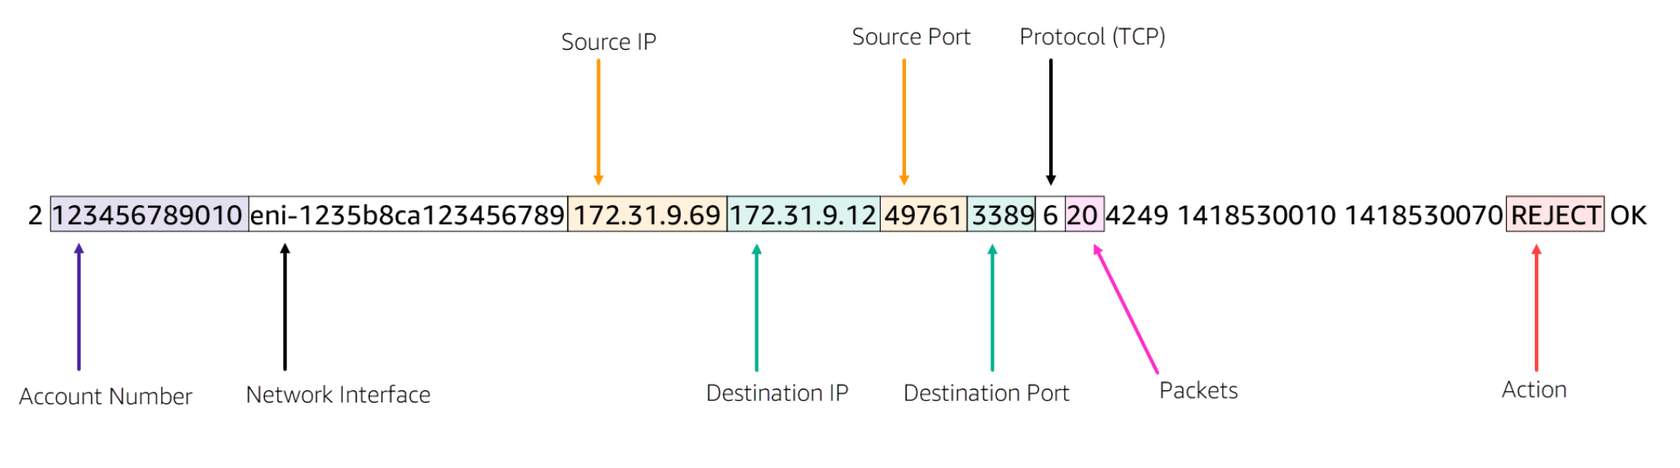 Source IP
Source Port
Protocol (TCP)
2 123456789010 eni-1235b8ca123456789 172.31.9.69 172.31.9.12 49761 3389 6 20 4249 1418530010 1418530070 REJECT OK
Account Number
Network Interface
Destination IP
Destination Port
Packets
Action